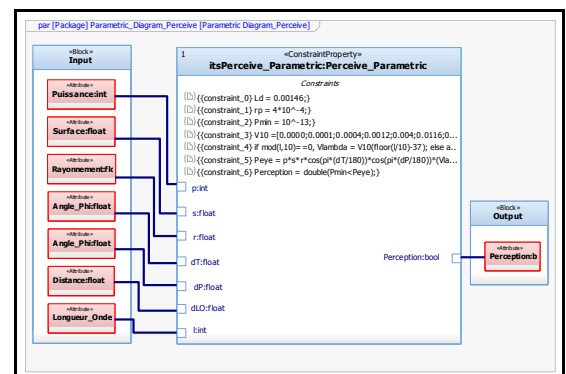 par [Package] Parametric_Diagram_Perceive [Parametric Diagram_Perceive]
«Block»
Input
«Attribute»
Puissance:int
«Attribute»
Surface:float
«Attribute»
Rayonnement:flo
«Attribute»
Angle_Phi:float
«Attribute»
Angle_Phi:float
«Attribute»
Distance:float
«Attribute»
Longueur_Onde
1
«ConstraintProperty»
itsPerceive_Parametric:Perceive_Parametric
Constraints
{{constraint_0} Ld = 0.00146;}
{{constraint_1} rp = 4*10^-4;}
{{constraint_2} Pmin = 10^-13;}
{{constraint_3} V10 =[0.0000;0.0001;0.0004;0.0012;0.004;0.0116;0...
{{constraint_4} if mod(l,10)==0, Vlambda = V10(floor(l/10)-37); else a...
{{constraint_5} Peye = p*s*r*cos(pi*(dT/180))*cos(pi*(dP/180))*(Vla...
{{constraint_6} Perception = double(Pmin<Peye);}
p:int
s:float
r:float
dT:float
dP:float
dLO:float
l:int
Perception:bool
«Block»
Output
«Attribute»
Perception:b